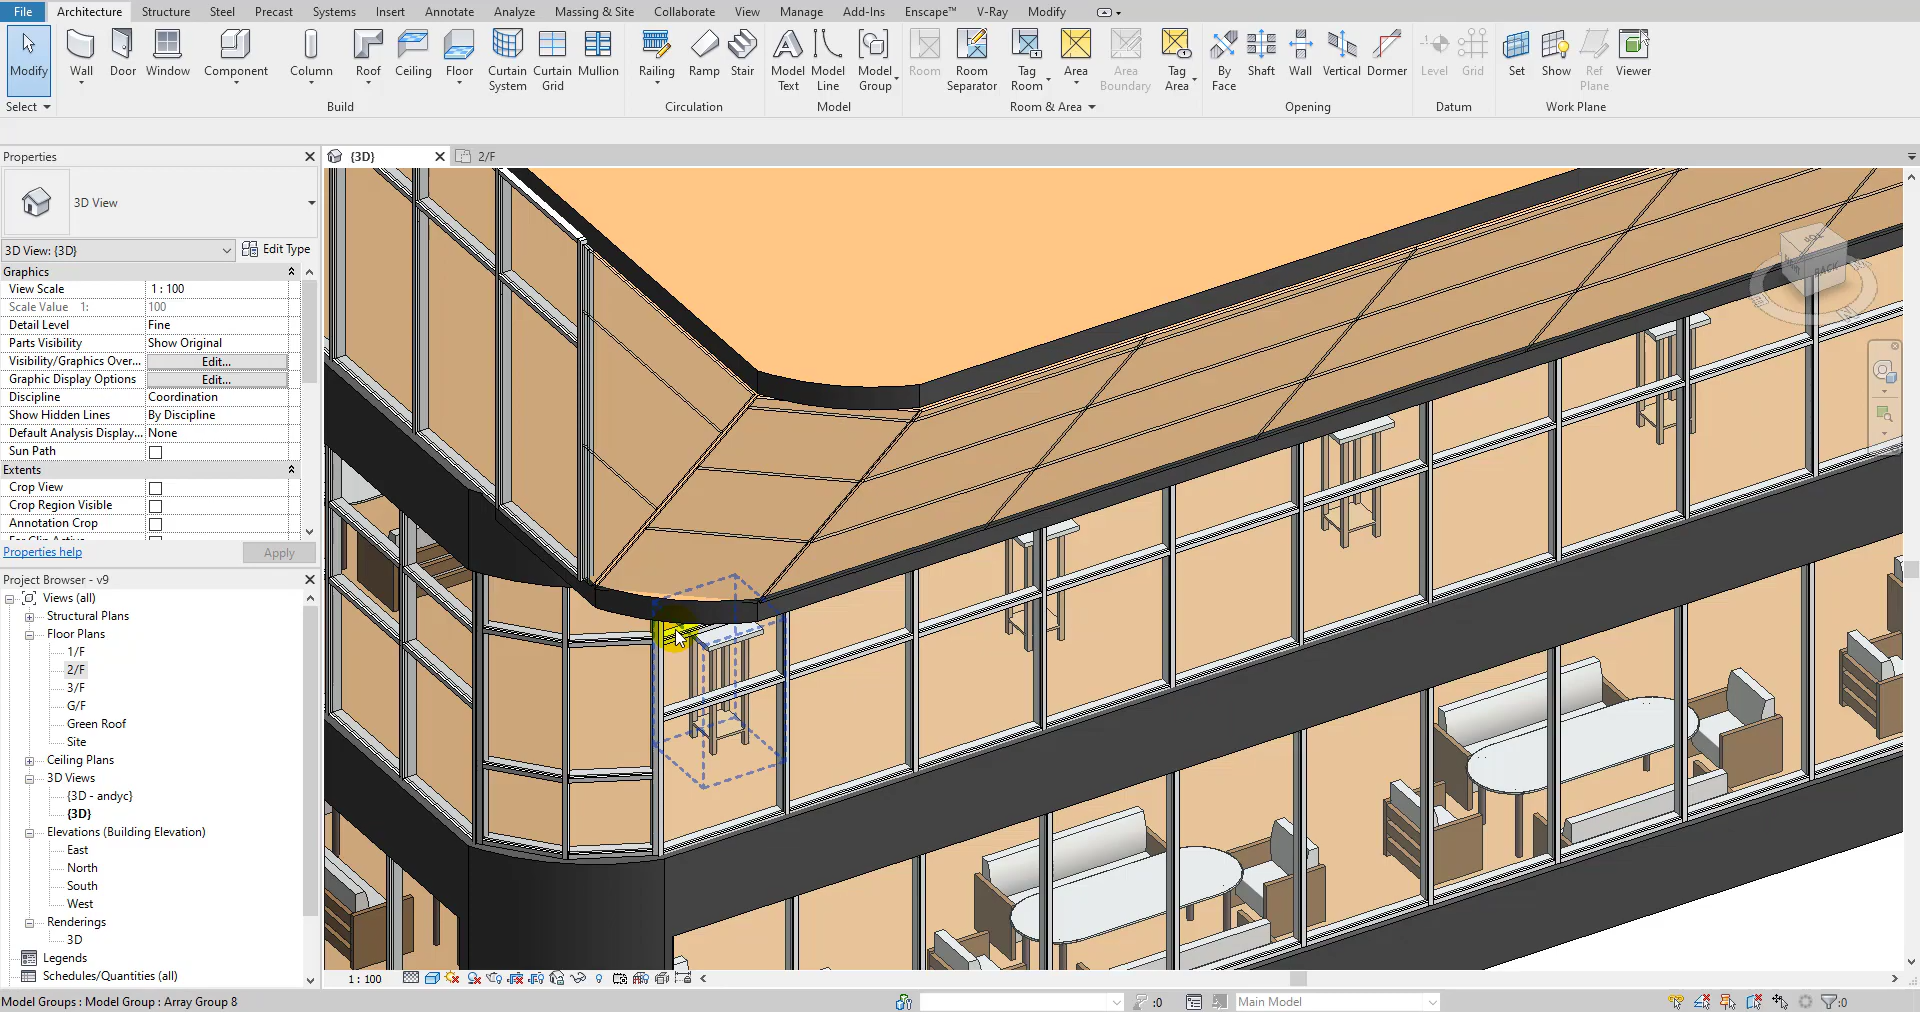 File Architecture Structure Steel Precast Systems Insert Annotate Analyze Massing & Site Collaborate View Manage Add-Ins Enscape™ V-Ray Modify
Modify Wall Door Window Component Column Roof Ceiling Floor Curtain System Curtain Grid Mullion Railing Ramp Stair Model Text Model Line Model Group Room Room Separator Tag Room Area Area Boundary Tag Area By Face Shaft Wall Vertical Dormer Level Grid Set Show Ref Plane Viewer
Select Build Circulation Model Room & Area Opening Datum Work Plane
Properties
{3D} 2/F
3D View
3D View: {3D} Edit Type
Graphics
View Scale 1 : 100
Scale Value 1: 100
Detail Level Fine
Parts Visibility Show Original
Visibility/Graphics Over... Edit...
Graphic Display Options Edit...
Discipline Coordination
Show Hidden Lines By Discipline
Default Analysis Display... None
Sun Path
Extents
Crop View
Crop Region Visible
Annotation Crop
Properties help Apply
Project Browser - v9
Views (all)
Structural Plans
Floor Plans
1/F
2/F
3/F
G/F
Green Roof
Site
Ceiling Plans
3D Views
{3D - andyc}
{3D}
Elevations (Building Elevation)
East
North
South
West
Renderings
3D
Legends
Schedules/Quantities (all)
BACK
1 : 100
Model Groups : Model Group : Array Group 8
:0
Main Model
:0